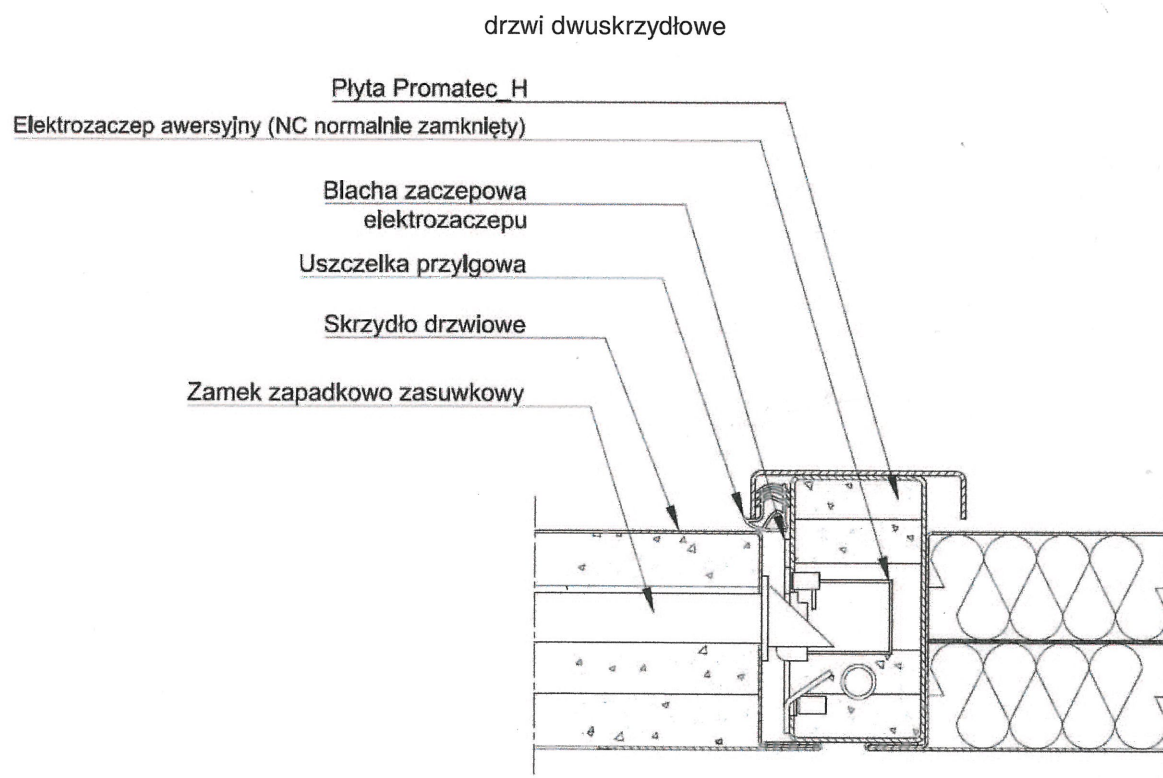 drzwi dwuskrzydłowe
Płyta Promatec_H
Elektrozaczep awersyjny (NC normalnie zamknięty)
Blacha zaczepowa
elektrozaczepu
Uszczelka przylgowa
Skrzydło drzwiowe
Zamek zapadkowo zasuwkowy